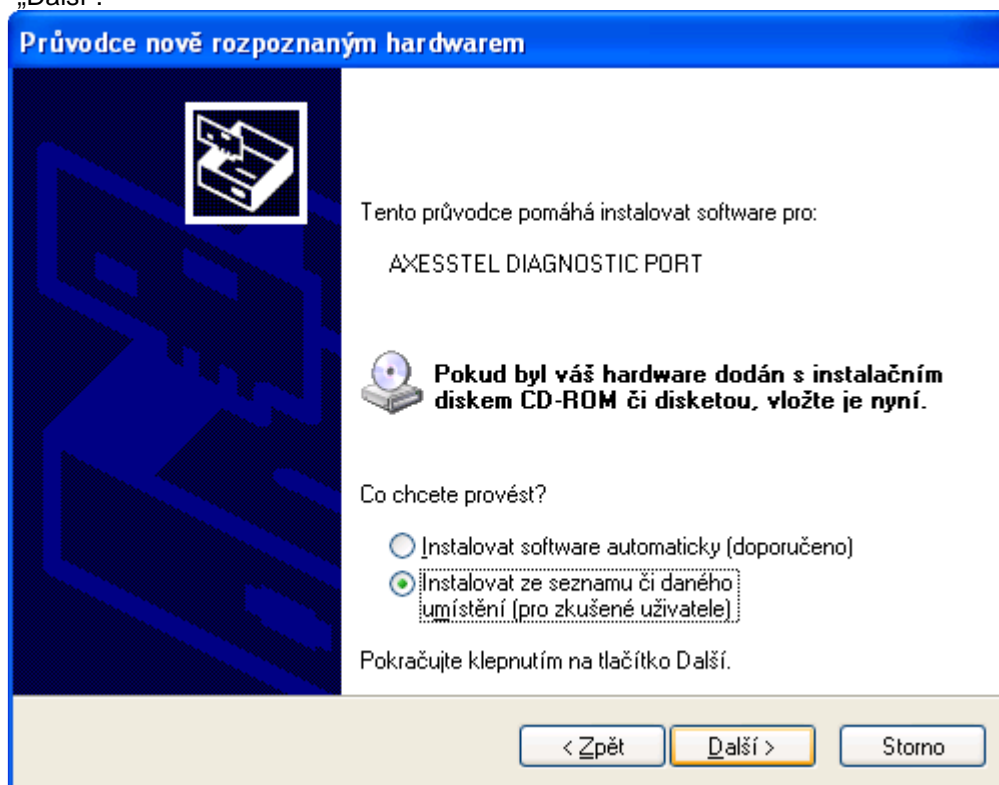 „Další“.
Průvodce nově rozpoznaným hardwarem
Tento průvodce pomáhá instalovat software pro:
AXESSTEL DIAGNOSTIC PORT
Pokud byl váš hardware dodán s instalačním
diskem CD-ROM či disketou, vložte je nyní.
Co chcete provést?
Instalovat software automaticky (doporučeno)
Instalovat ze seznamu či daného
umístění (pro zkušené uživatele)
Pokračujte klepnutím na tlačítko Další.
< Zpět
Další >
Storno